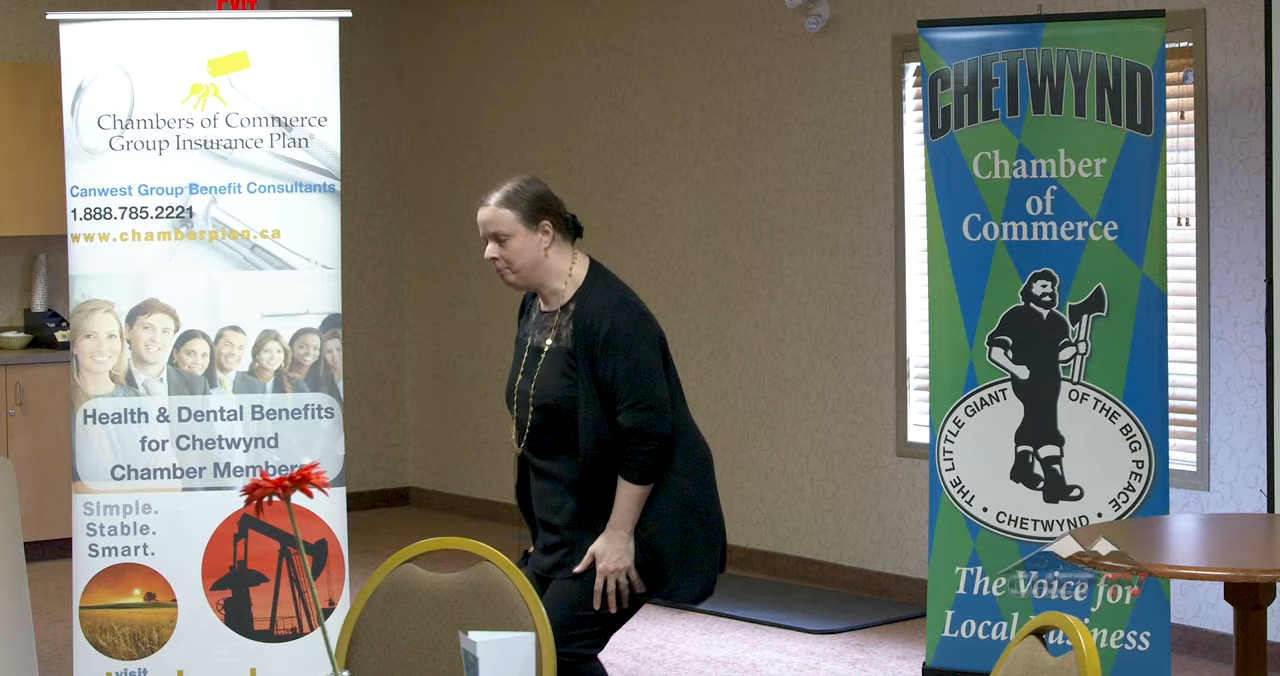 EXIT
Chambers of Commerce
Group Insurance Plan®
Canwest Group Benefit Consultants
1.888.785.2221
www.chamberplan.ca
Health & Dental Benefits
for Chetwynd
Chamber Members
Simple.
Stable.
Smart.
visit
CHETWYND
Chamber
of
Commerce
THE LITTLE GIANT OF THE BIG PEACE
• CHETWYND •
The Voice for
Local Business